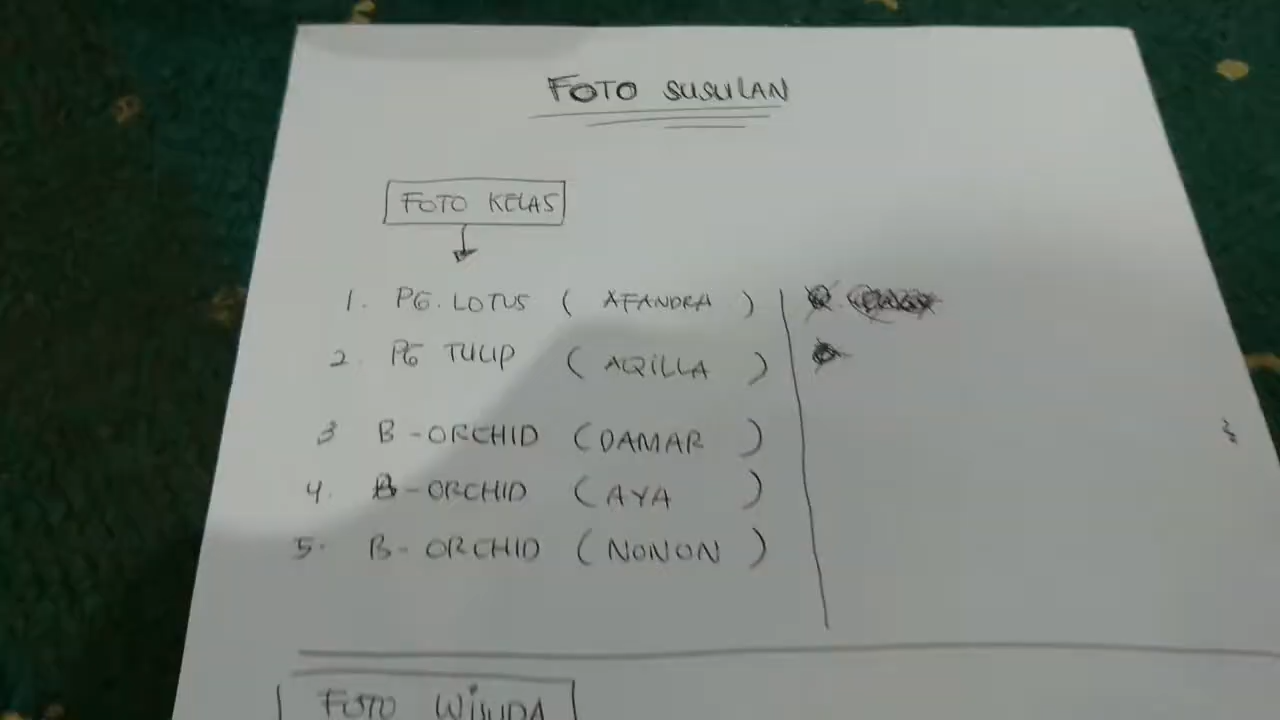 FOTO SUSULAN
FOTO KELAS
1. PG. LOTUS ( AFANDRA )
2. PG TULIP ( AQILLA )
3 B-ORCHID (DAMAR )
4. B-ORCHID (AYA )
5. B-ORCHID (NONON )
FOTO WISUDA